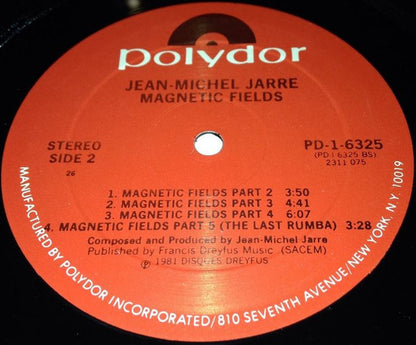 polydor
JEAN-MICHEL JARRE
MAGNETIC FIELDS
STEREO
SIDE 2
26
PD-1-6325
(PD-1 6325 BS)
2311 075
1. MAGNETIC FIELDS PART 2 3:50
2. MAGNETIC FIELDS PART 3 4:41
3. MAGNETIC FIELDS PART 4 6:07
4. MAGNETIC FIELDS PART 5 (THE LAST RUMBA) 3:28
Composed and Produced by Jean-Michel Jarre
Published by Francis Dreyfus Music (SACEM)
℗ 1981 DISQUES DREYFUS
MANUFACTURED BY POLYDOR INCORPORATED/810 SEVENTH AVENUE/NEW YORK, N.Y. 10019